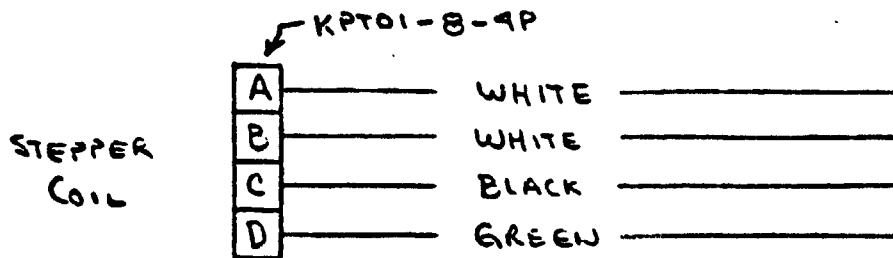 KPT01-8-4P
A WHITE
B WHITE
STEPPER
COIL
C BLACK
D GREEN